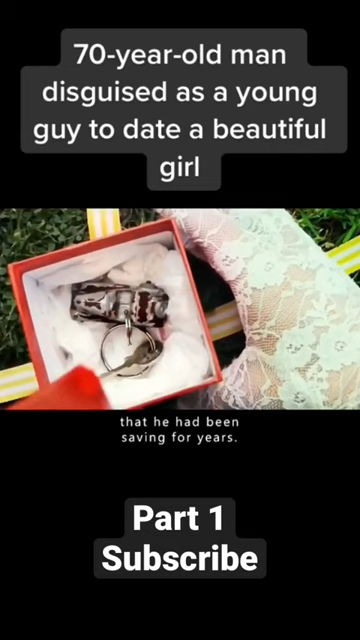 70-year-old man
disguised as a young
guy to date a beautiful
girl
that he had been
saving for years.
Part 1
Subscribe